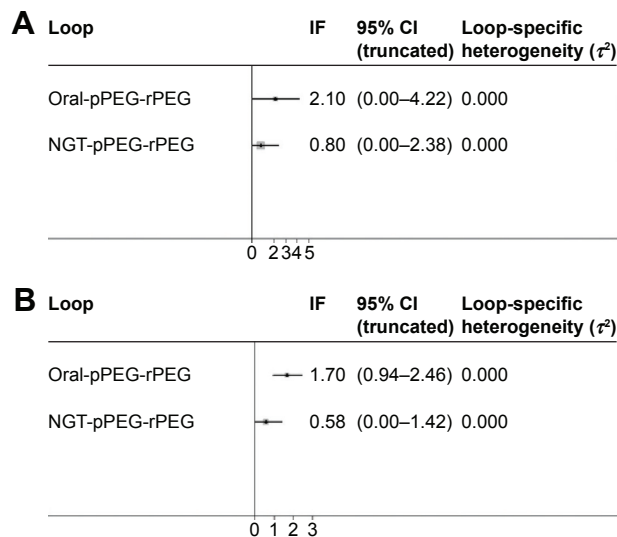 A Loop IF 95% CI Loop-specific
(truncated) heterogeneity (τ²)
Oral-pPEG-rPEG 2.10 (0.00–4.22) 0.000
NGT-pPEG-rPEG 0.80 (0.00–2.38) 0.000
0 2 3 4 5
B Loop IF 95% CI Loop-specific
(truncated) heterogeneity (τ²)
Oral-pPEG-rPEG 1.70 (0.94–2.46) 0.000
NGT-pPEG-rPEG 0.58 (0.00–1.42) 0.000
0 1 2 3